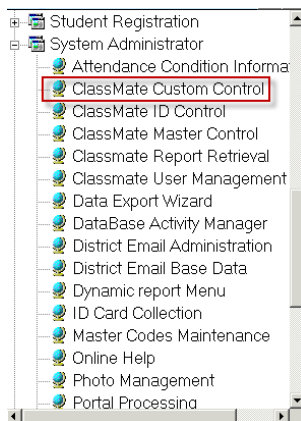 Student Registration
System Administrator
Attendance Condition Informa
ClassMate Custom Control
ClassMate ID Control
ClassMate Master Control
Classmate Report Retrieval
Classmate User Management
Data Export Wizard
DataBase Activity Manager
District Email Administration
District Email Base Data
Dynamic report Menu
ID Card Collection
Master Codes Maintenance
Online Help
Photo Management
Portal Processing